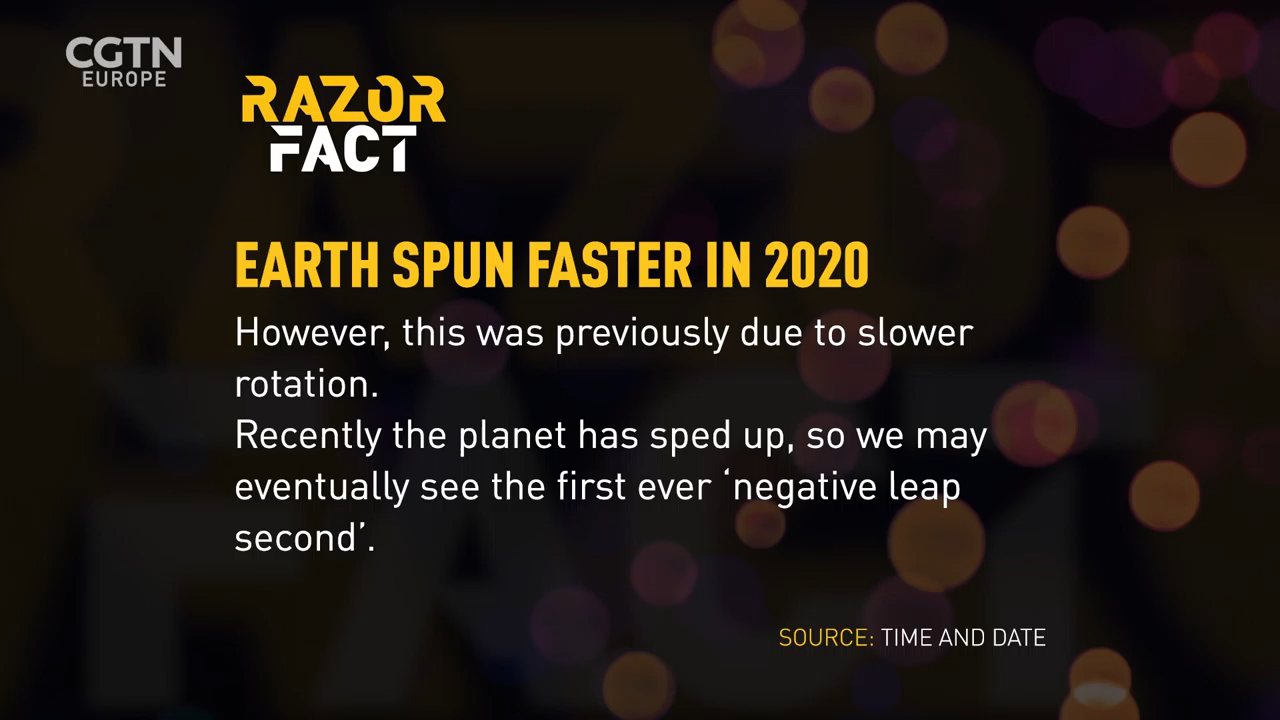 CGTN
EUROPE
RAZOR
FACT
EARTH SPUN FASTER IN 2020
However, this was previously due to slower
rotation.
Recently the planet has sped up, so we may
eventually see the first ever ‘negative leap
second’.
SOURCE: TIME AND DATE